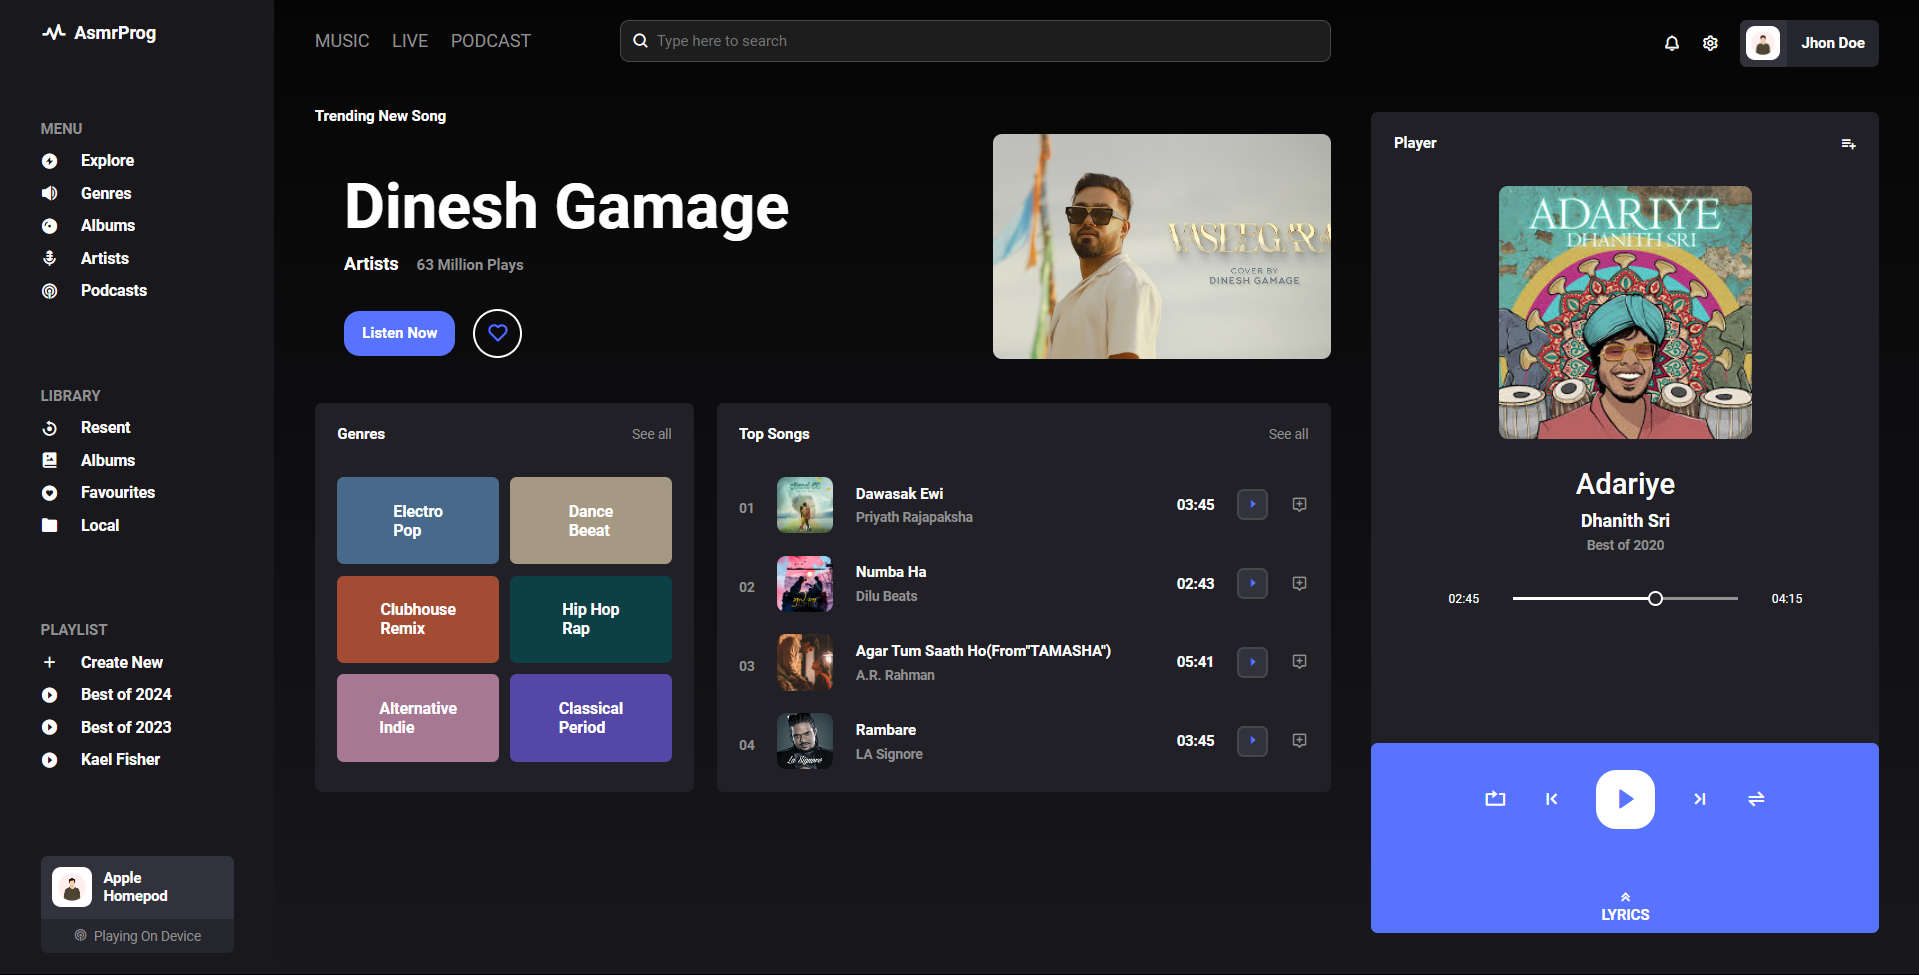 AsmrProg
MUSIC LIVE PODCAST
Type here to search
Jhon Doe
MENU
Explore
Genres
Albums
Artists
Podcasts
LIBRARY
Resent
Albums
Favourites
Local
PLAYLIST
Create New
Best of 2024
Best of 2023
Kael Fisher
Apple
Homepod
Playing On Device
Trending New Song
Dinesh Gamage
Artists 63 Million Plays
Listen Now
VASEEGARA
COVER BY
DINESH GAMAGE
Genres See all
Electro
Pop
Dance
Beeat
Clubhouse
Remix
Hip Hop
Rap
Alternative
Indie
Classical
Period
Top Songs See all
01 Dawasak Ewi 03:45
Priyath Rajapaksha
02 Numba Ha 02:43
Dilu Beats
03 Agar Tum Saath Ho(From"TAMASHA") 05:41
A.R. Rahman
04 Rambare 03:45
LA Signore
La Signore
Player
ADARIYE
DHANITH SRI
Adariye
Dhanith Sri
Best of 2020
02:45 04:15
LYRICS